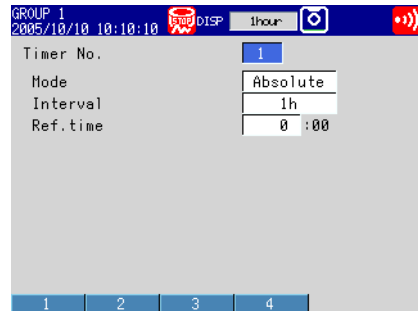 GROUP 1
2005/10/10 10:10:10 STOP DISP 1hour
Timer No. 1
Mode Absolute
Interval 1h
Ref.time 0 :00
1 2 3 4